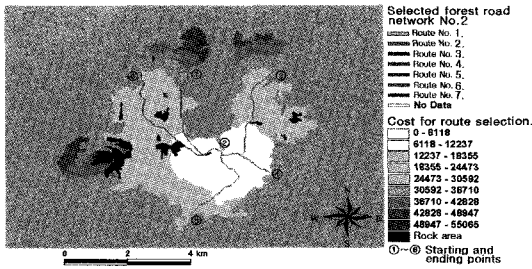 Selected forest road
network No.2
Route No. 1.
Route No. 2.
Route No. 3.
Route No. 4.
Route No. 5.
Route No. 6.
Route No. 7.
No Data
Cost for route selection.
0 - 6118
6118 - 12237
12237 - 18355
18355 - 24473
24473 - 30592
30592 - 36710
36710 - 42828
42828 - 48947
48947 - 55065
Rock area
①~⑥ Starting and
ending points
0 2 4 km
S